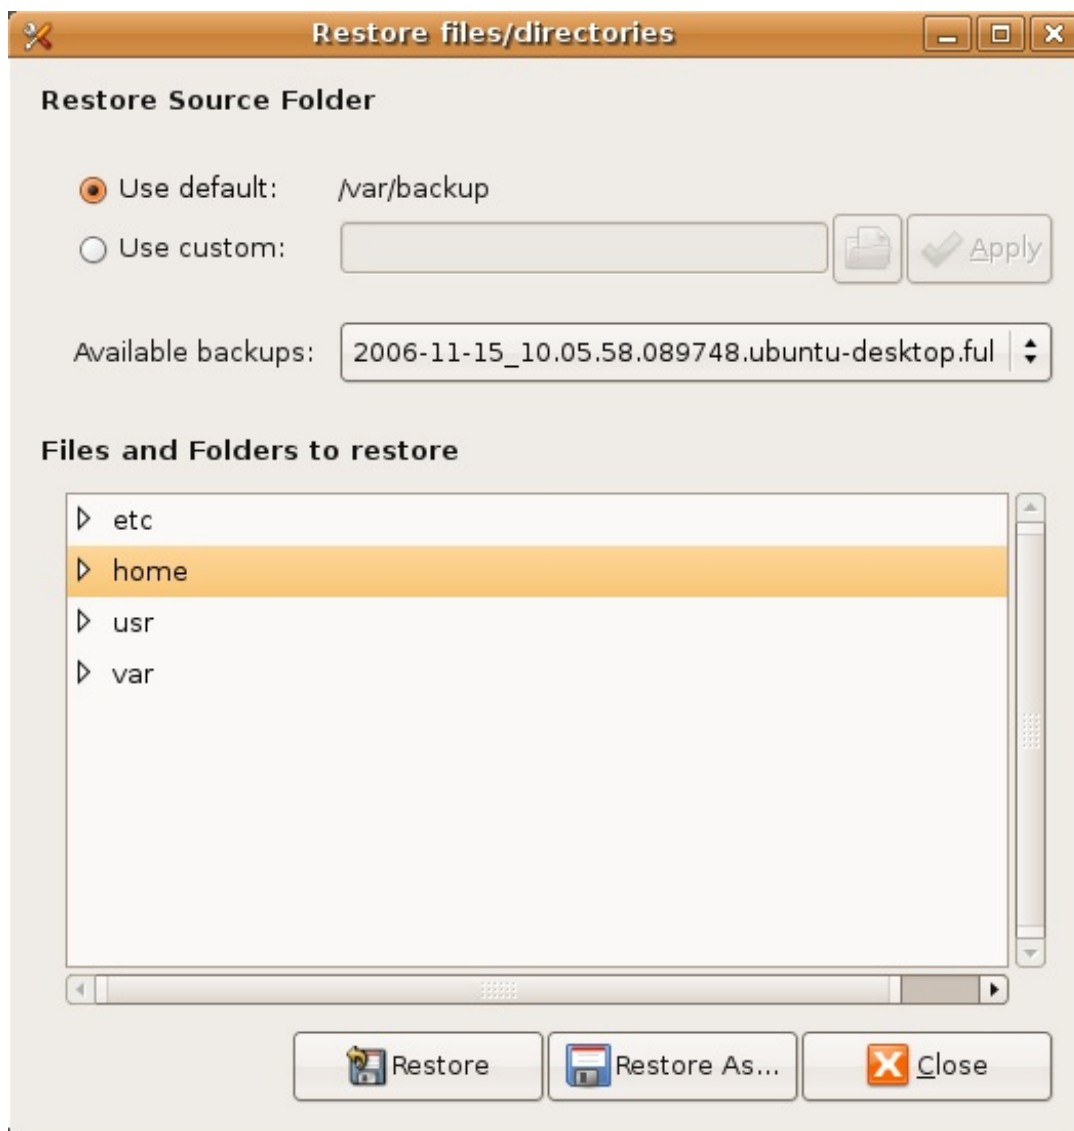 Restore files/directories
Restore Source Folder
Use default: /var/backup
Use custom:
Apply
Available backups: 2006-11-15_10.05.58.089748.ubuntu-desktop.ful
Files and Folders to restore
etc
home
usr
var
Restore Restore As... Close